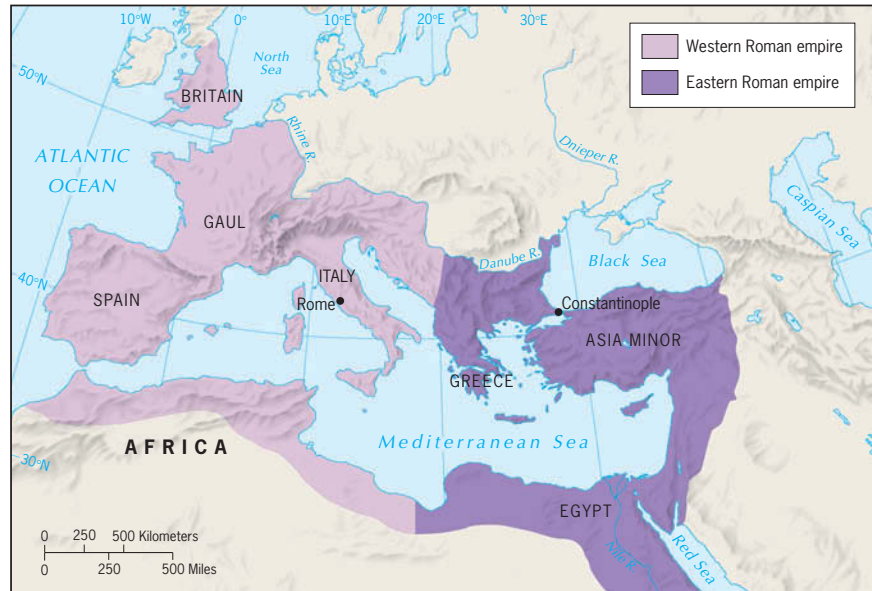 10°W
0°
10°E
20°E
30°E
Western Roman empire
Eastern Roman empire
50°N
North
Sea
BRITAIN
Rhine R.
Dnieper R.
ATLANTIC
OCEAN
Caspian Sea
GAUL
Danube R.
Black Sea
40°N
ITALY
SPAIN
Rome
Constantinople
ASIA MINOR
GREECE
AFRICA
Mediterranean Sea
30°N
EGYPT
Nile R.
Red Sea
0 250 500 Kilometers
0 250 500 Miles